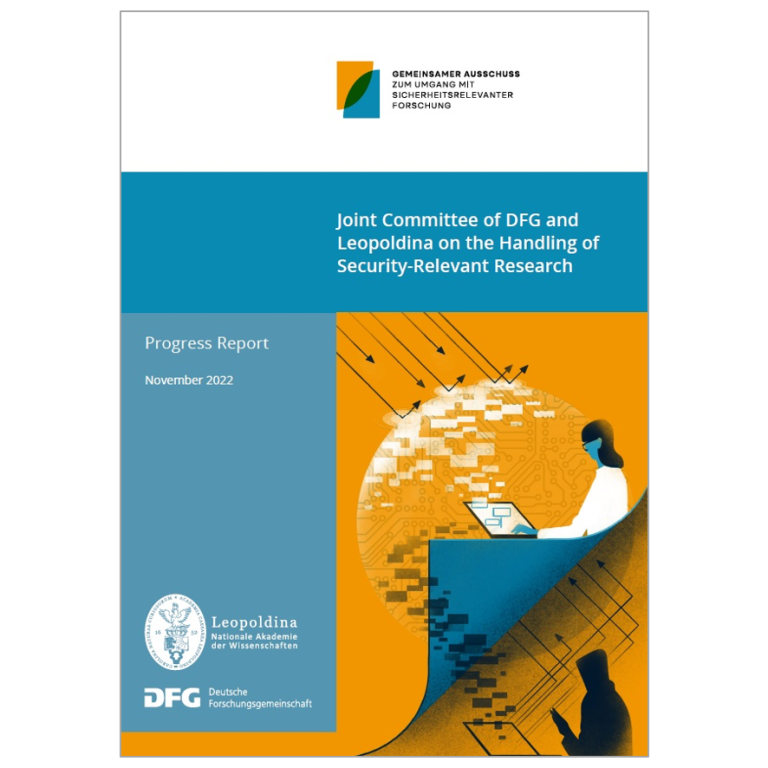 GEMEINSAMER AUSSCHUSS
ZUM UMGANG MIT
SICHERHEITSRELEVANTER
FORSCHUNG
Joint Committee of DFG and
Leopoldina on the Handling of
Security-Relevant Research
Progress Report
November 2022
Leopoldina
Nationale Akademie
der Wissenschaften
DFG
Deutsche
Forschungsgemeinschaft